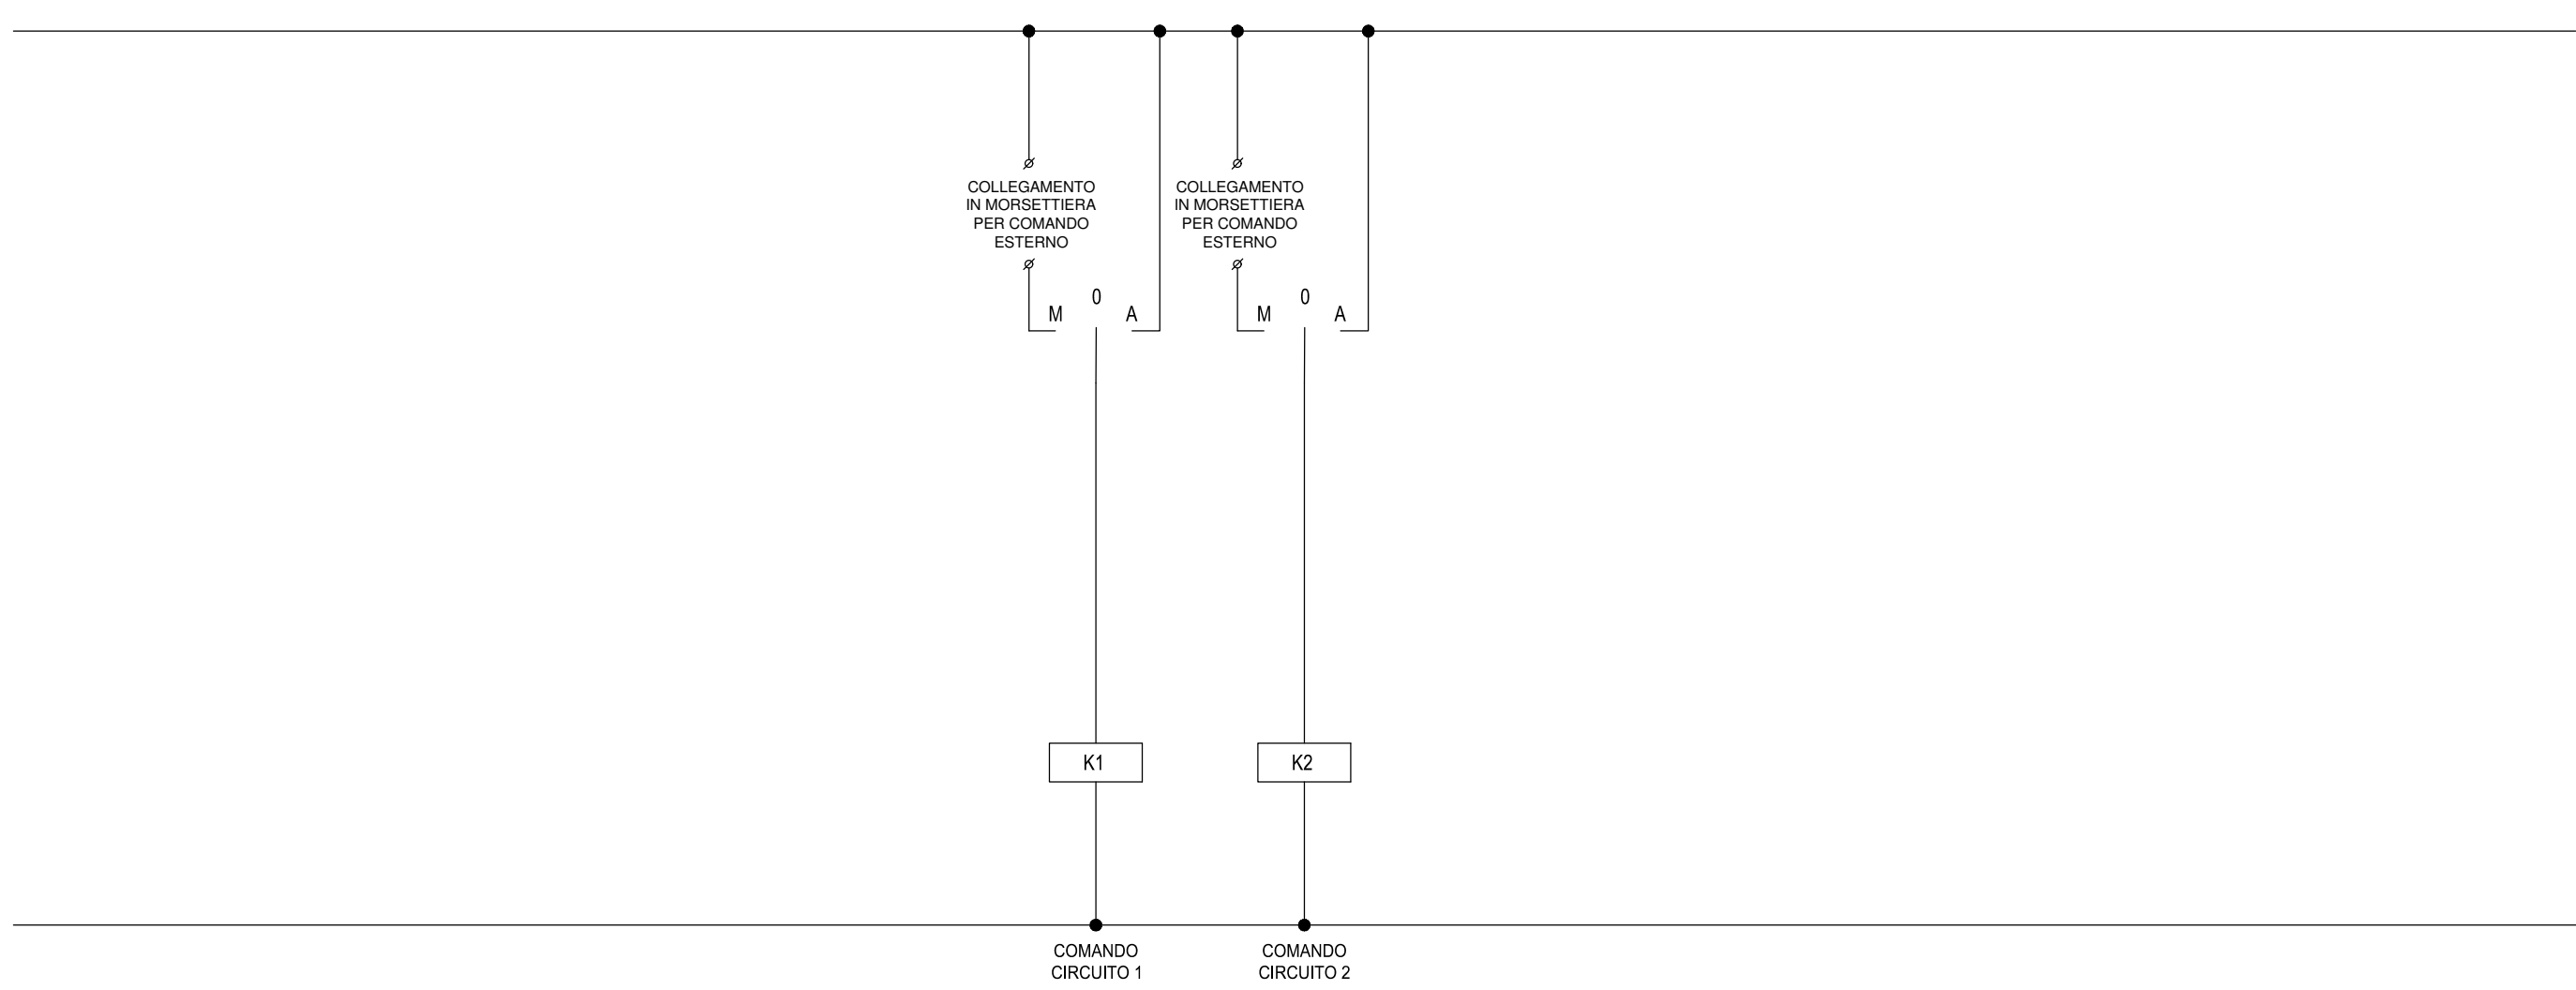 COLLEGAMENTO
IN MORSETTIERA
PER COMANDO
ESTERNO
COLLEGAMENTO
IN MORSETTIERA
PER COMANDO
ESTERNO
M 0 A
M 0 A
K1
K2
COMANDO
CIRCUITO 1
COMANDO
CIRCUITO 2